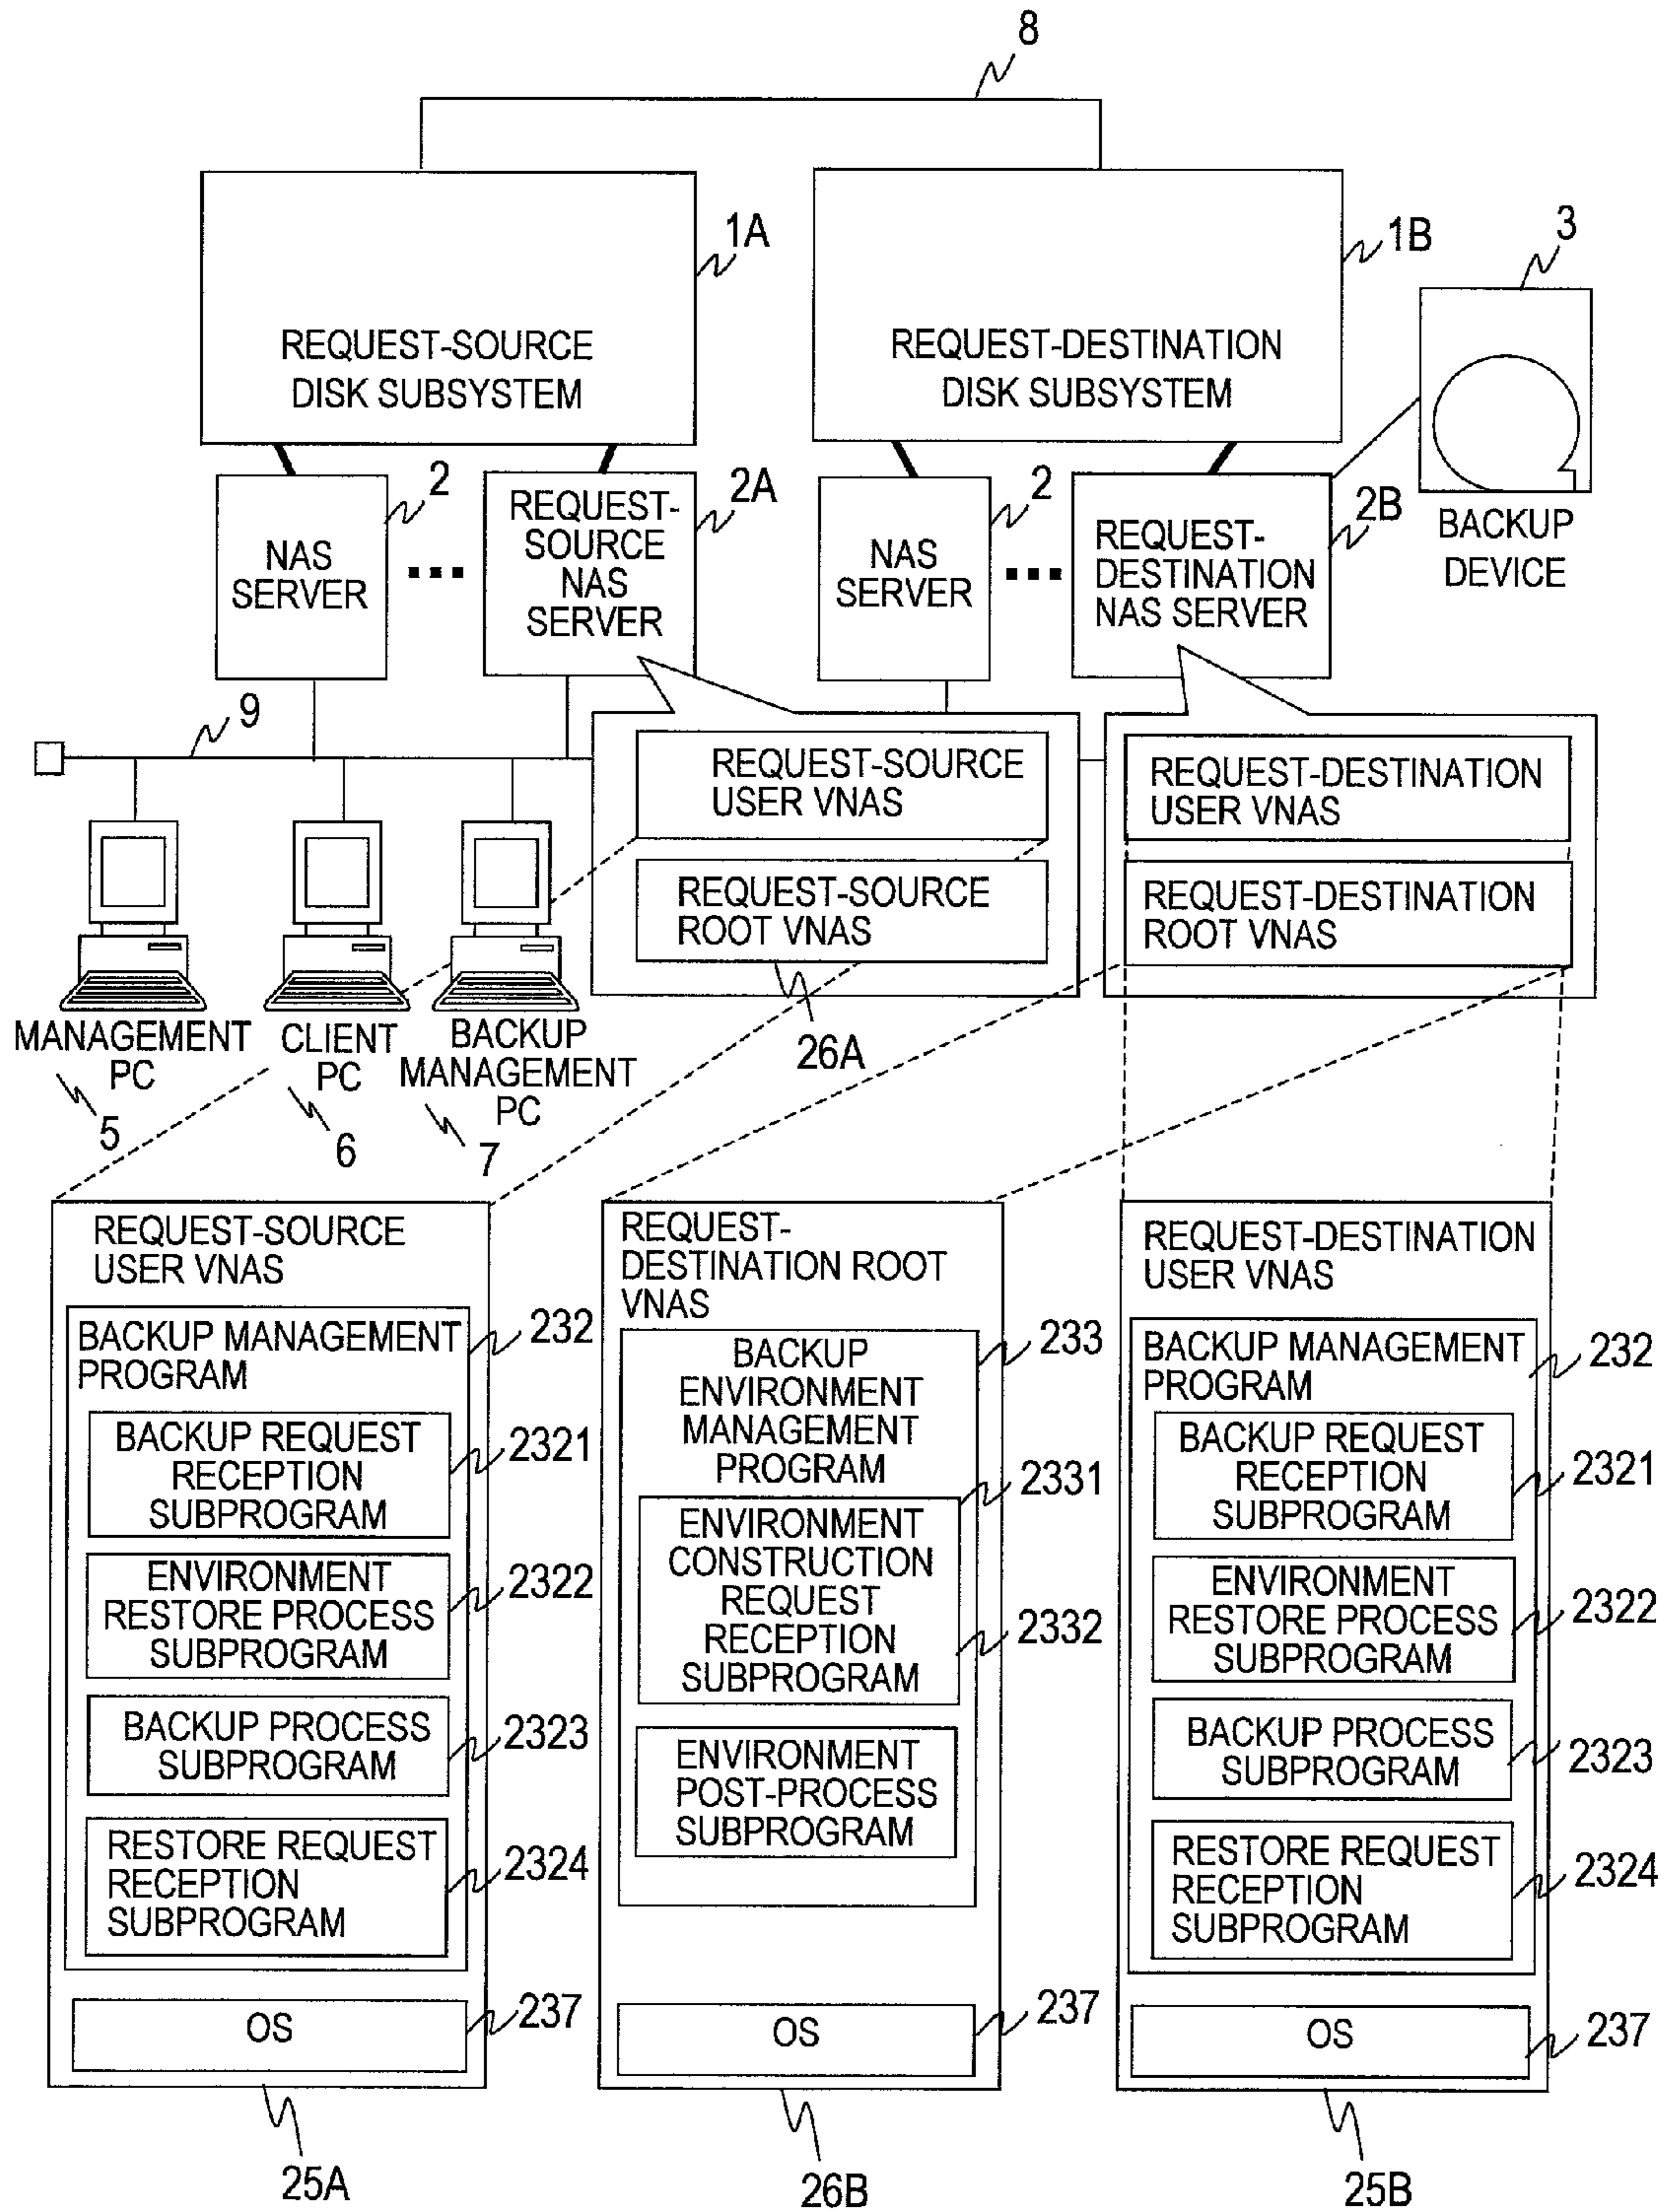 8
1A
1B
3
REQUEST-SOURCE
DISK SUBSYSTEM
REQUEST-DESTINATION
DISK SUBSYSTEM
2
NAS
SERVER
2A
REQUEST-
SOURCE
NAS
SERVER
2
NAS
SERVER
2B
REQUEST-
DESTINATION
NAS SERVER
BACKUP
DEVICE
9
REQUEST-SOURCE
USER VNAS
REQUEST-SOURCE
ROOT VNAS
REQUEST-DESTINATION
USER VNAS
REQUEST-DESTINATION
ROOT VNAS
26A
MANAGEMENT
PC
5
CLIENT
PC
6
BACKUP
MANAGEMENT
PC
7
REQUEST-SOURCE
USER VNAS
BACKUP MANAGEMENT
PROGRAM
232
BACKUP REQUEST
RECEPTION
SUBPROGRAM
2321
ENVIRONMENT
RESTORE PROCESS
SUBPROGRAM
2322
BACKUP PROCESS
SUBPROGRAM
2323
RESTORE REQUEST
RECEPTION
SUBPROGRAM
2324
OS
237
25A
REQUEST-
DESTINATION ROOT
VNAS
BACKUP
ENVIRONMENT
MANAGEMENT
PROGRAM
233
2331
ENVIRONMENT
CONSTRUCTION
REQUEST
RECEPTION
SUBPROGRAM
2332
ENVIRONMENT
POST-PROCESS
SUBPROGRAM
OS
237
26B
REQUEST-DESTINATION
USER VNAS
BACKUP MANAGEMENT
PROGRAM
232
BACKUP REQUEST
RECEPTION
SUBPROGRAM
2321
ENVIRONMENT
RESTORE PROCESS
SUBPROGRAM
2322
BACKUP PROCESS
SUBPROGRAM
2323
RESTORE REQUEST
RECEPTION
SUBPROGRAM
2324
OS
237
25B